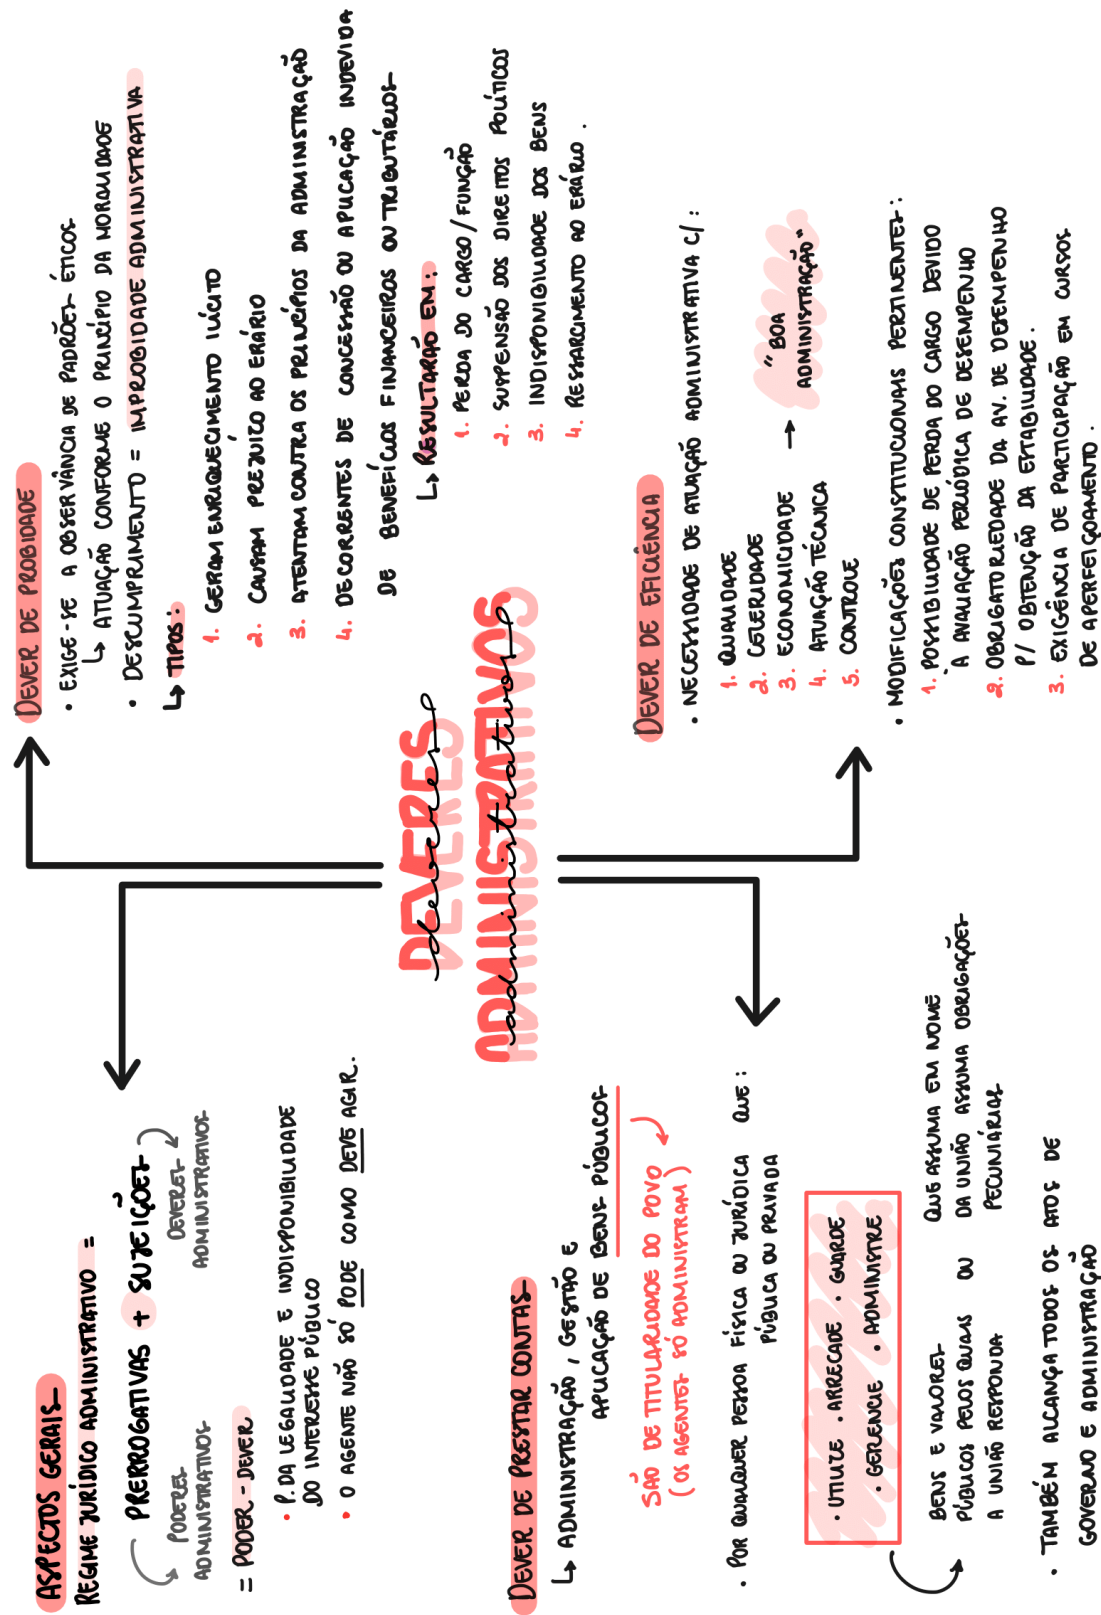 DEVERES
deveres
ADMINISTRATIVOS
administrativos
ASPECTOS GERAIS
REGIME JURÍDICO ADMINISTRATIVO =
PRERROGATIVAS + SUJEIÇÕES
PODERES
ADMINISTRATIVOS
DEVERES
ADMINISTRATIVOS
= PODER - DEVER
• P. DA LEGALIDADE E INDISPONIBILIDADE
DO INTERESSE PÚBLICO
• O AGENTE NÃO SÓ PODE COMO DEVE AGIR.
DEVER DE PROBIDADE
• EXIGE-SE A OBSERVÂNCIA DE PADRÕES ÉTICOS
↳ ATUAÇÃO CONFORME O PRINCÍPIO DA MORALIDADE
• DESCUMPRIMENTO = IMPROBIDADE ADMINISTRATIVA
↳ TIPOS:
1. GERAM ENRIQUECIMENTO ILÍCITO
2. CAUSAM PREJUÍZO AO ERÁRIO
3. ATENTAM CONTRA OS PRINCÍPIOS DA ADMINISTRAÇÃO
4. DECORRENTES DE CONCESSÃO OU APLICAÇÃO INDEVIDA
DE BENEFÍCIOS FINANCEIROS OU TRIBUTÁRIOS
↳ RESULTARÃO EM:
1. PERDA DO CARGO/FUNÇÃO
2. SUSPENSÃO DOS DIREITOS POLÍTICOS
3. INDISPONIBILIDADE DOS BENS
4. RESSARCIMENTO AO ERÁRIO.
DEVER DE PRESTAR CONTAS
↳ ADMINISTRAÇÃO, GESTÃO E
APLICAÇÃO DE BENS PÚBLICOS
SÃO DE TITULARIDADE DO POVO
(OS AGENTES SÓ ADMINISTRAM)
• POR QUALQUER PESSOA FÍSICA OU JURÍDICA QUE:
PÚBLICA OU PRIVADA
• UTILIZE • ARRECADE • GUARDE
• GERENCIE • ADMINISTRE
BENS E VALORES
PÚBLICOS PELOS QUAIS
A UNIÃO RESPONDA
OU
QUE ASSUMA EM NOME
DA UNIÃO ASSUMA OBRIGAÇÕES
PECUNIÁRIAS
• TAMBÉM ALCANÇA TODOS OS ATOS DE
GOVERNO E ADMINISTRAÇÃO
DEVER DE EFICIÊNCIA
• NECESSIDADE DE ATUAÇÃO ADMINISTRATIVA C/:
1. QUALIDADE
2. CELERIDADE
3. ECONOMICIDADE
4. ATUAÇÃO TÉCNICA
5. CONTROLE
→ "BOA
ADMINISTRAÇÃO"
• MODIFICAÇÕES CONSTITUCIONAIS PERTINENTES:
1. POSSIBILIDADE DE PERDA DO CARGO DEVIDO
À AVALIAÇÃO PERIÓDICA DE DESEMPENHO
2. OBRIGATORIEDADE DA AV. DE DESEMPENHO
P/ OBTENÇÃO DA ESTABILIDADE.
3. EXIGÊNCIA DE PARTICIPAÇÃO EM CURSOS
DE APERFEIÇOAMENTO.